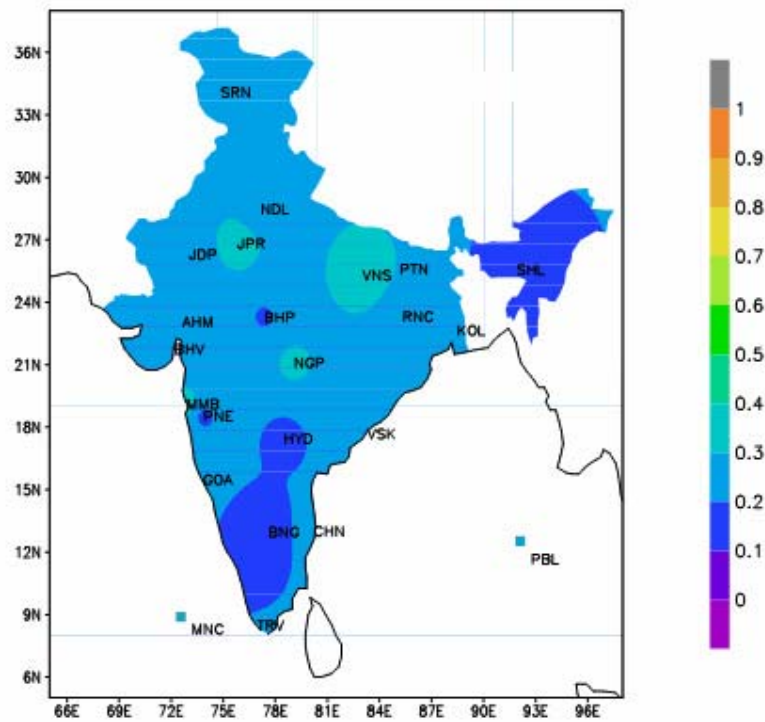 36N
33N
30N
27N
24N
21N
18N
15N
12N
9N
6N
SRN
NDL
JPR
JDP
VNS
PTN
SHL
AHM
BHP
RNC
KOL
BHV
NGP
MMB
PNE
HYD
VSK
GOA
BNG
CHN
PBL
TRV
MNC
66E 69E 72E 75E 78E 81E 84E 87E 90E 93E 96E
1
0.9
0.8
0.7
0.6
0.5
0.4
0.3
0.2
0.1
0